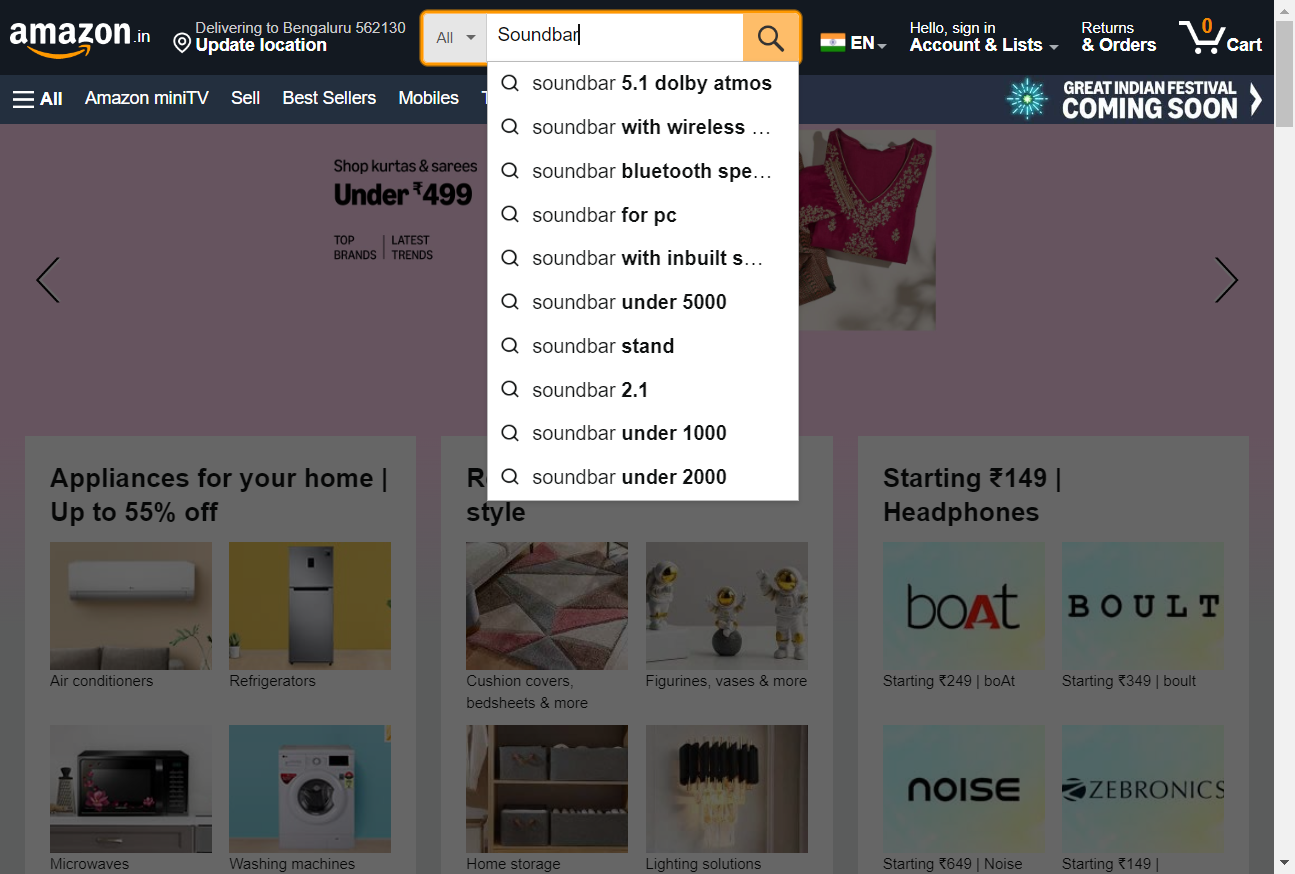 amazon.in
Delivering to Bengaluru 562130
Update location
All
Soundbar
EN
Hello, sign in
Account & Lists
Returns
& Orders
0
Cart
All
Amazon miniTV
Sell
Best Sellers
Mobiles
GREAT INDIAN FESTIVAL
COMING SOON
soundbar 5.1 dolby atmos
soundbar with wireless …
soundbar bluetooth spe…
soundbar for pc
soundbar with inbuilt s…
soundbar under 5000
soundbar stand
soundbar 2.1
soundbar under 1000
soundbar under 2000
Shop kurtas & sarees
Under ₹499
TOP BRANDS
LATEST TRENDS
Appliances for your home |
Up to 55% off
Air conditioners
Refrigerators
Microwaves
Washing machines
style
Cushion covers,
bedsheets & more
Figurines, vases & more
Home storage
Lighting solutions
Starting ₹149 |
Headphones
boAt
BOULT
Starting ₹249 | boAt
Starting ₹349 | boult
NOISE
ZEBRONICS
Starting ₹649 | Noise
Starting ₹149 |